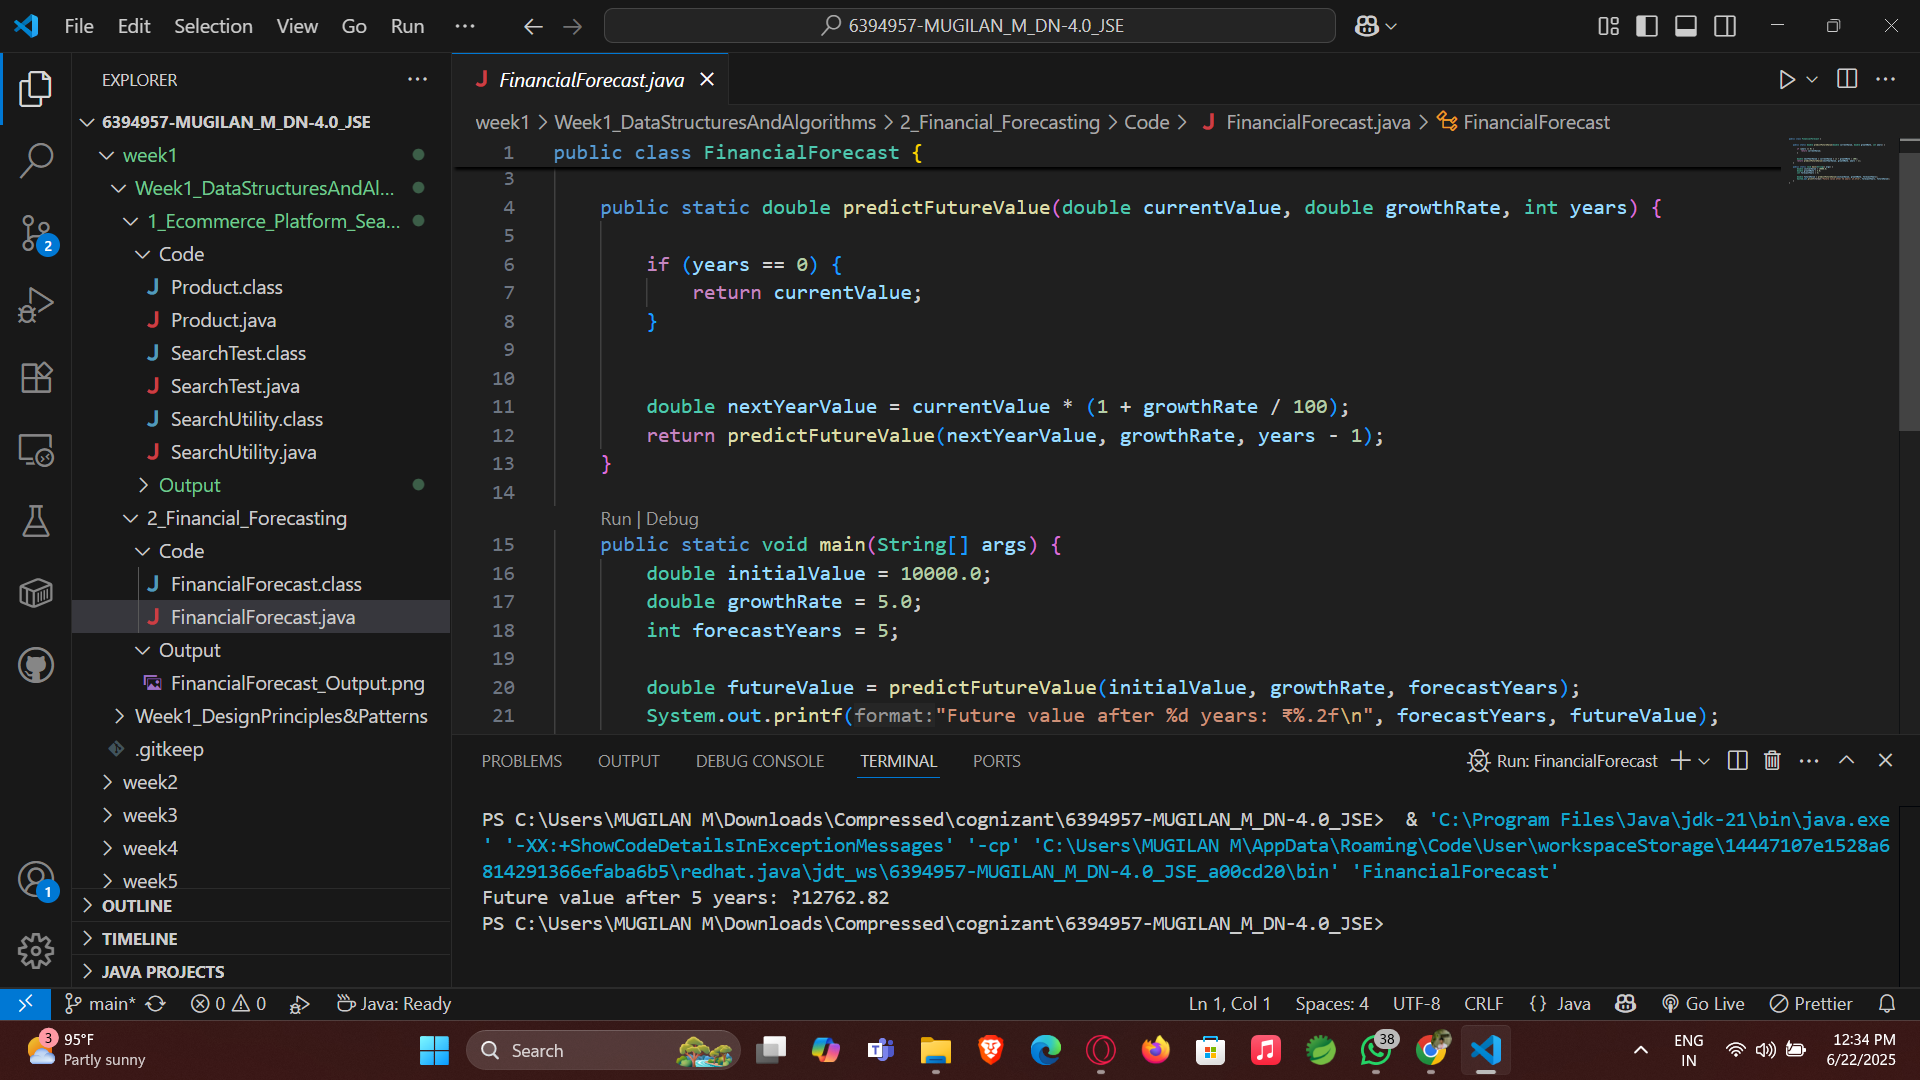 File Edit Selection View Go Run ··· 6394957-MUGILAN_M_DN-4.0_JSE
EXPLORER ···
6394957-MUGILAN_M_DN-4.0_JSE
week1
Week1_DataStructuresAndAl...
1_Ecommerce_Platform_Sea...
Code
J Product.class
J Product.java
J SearchTest.class
J SearchTest.java
J SearchUtility.class
J SearchUtility.java
Output
2_Financial_Forecasting
Code
J FinancialForecast.class
J FinancialForecast.java
Output
FinancialForecast_Output.png
Week1_DesignPrinciples&Patterns
.gitkeep
week2
week3
week4
week5
OUTLINE
TIMELINE
JAVA PROJECTS
2
1
J FinancialForecast.java
week1 > Week1_DataStructuresAndAlgorithms > 2_Financial_Forecasting > Code > J FinancialForecast.java > FinancialForecast
1 public class FinancialForecast {
3
4 public static double predictFutureValue(double currentValue, double growthRate, int years) {
5
6 if (years == 0) {
7 return currentValue;
8 }
9
10
11 double nextYearValue = currentValue * (1 + growthRate / 100);
12 return predictFutureValue(nextYearValue, growthRate, years - 1);
13 }
14
Run | Debug
15 public static void main(String[] args) {
16 double initialValue = 10000.0;
17 double growthRate = 5.0;
18 int forecastYears = 5;
19
20 double futureValue = predictFutureValue(initialValue, growthRate, forecastYears);
21 System.out.printf(format:"Future value after %d years: ₹%.2f\n", forecastYears, futureValue);
PROBLEMS OUTPUT DEBUG CONSOLE TERMINAL PORTS Run: FinancialForecast
PS C:\Users\MUGILAN M\Downloads\Compressed\cognizant\6394957-MUGILAN_M_DN-4.0_JSE>  & 'C:\Program Files\Java\jdk-21\bin\java.exe
' '-XX:+ShowCodeDetailsInExceptionMessages' '-cp' 'C:\Users\MUGILAN M\AppData\Roaming\Code\User\workspaceStorage\14447107e1528a6
814291366efaba6b5\redhat.java\jdt_ws\6394957-MUGILAN_M_DN-4.0_JSE_a00cd20\bin' 'FinancialForecast'
Future value after 5 years: ?12762.82
PS C:\Users\MUGILAN M\Downloads\Compressed\cognizant\6394957-MUGILAN_M_DN-4.0_JSE>
main* 0 0 Java: Ready Ln 1, Col 1 Spaces: 4 UTF-8 CRLF {} Java Go Live Prettier
3 95°F
Partly sunny
Search
38
ENG
IN
12:34 PM
6/22/2025